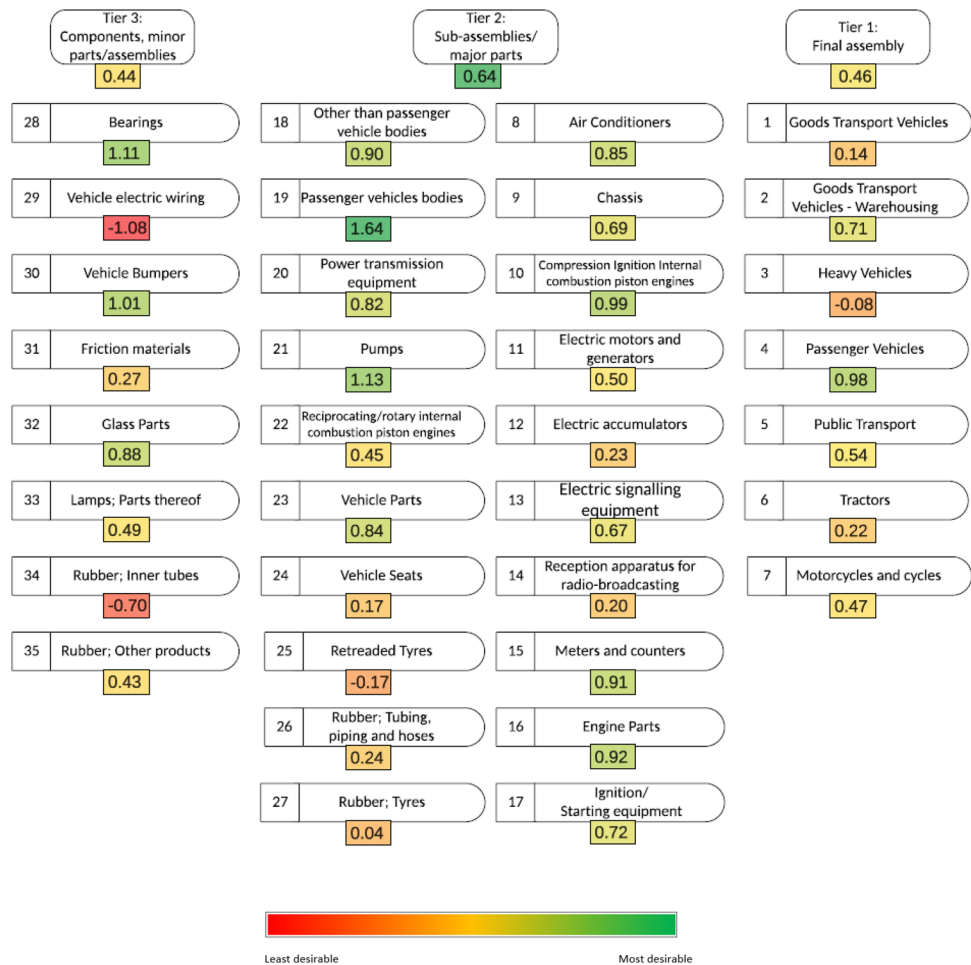 Tier 3:
Components, minor
parts/assemblies
0.44
Tier 2:
Sub-assemblies/
major parts
0.64
Tier 1:
Final assembly
0.46
28 Bearings
1.11
29 Vehicle electric wiring
-1.08
30 Vehicle Bumpers
1.01
31 Friction materials
0.27
32 Glass Parts
0.88
33 Lamps; Parts thereof
0.49
34 Rubber; Inner tubes
-0.70
35 Rubber; Other products
0.43
18 Other than passenger
vehicle bodies
0.90
19 Passenger vehicles bodies
1.64
20 Power transmission
equipment
0.82
21 Pumps
1.13
22 Reciprocating/rotary internal
combustion piston engines
0.45
23 Vehicle Parts
0.84
24 Vehicle Seats
0.17
25 Retreaded Tyres
-0.17
26 Rubber; Tubing,
piping and hoses
0.24
27 Rubber; Tyres
0.04
8 Air Conditioners
0.85
9 Chassis
0.69
10 Compression Ignition Internal
combustion piston engines
0.99
11 Electric motors and
generators
0.50
12 Electric accumulators
0.23
13 Electric signalling
equipment
0.67
14 Reception apparatus for
radio-broadcasting
0.20
15 Meters and counters
0.91
16 Engine Parts
0.92
17 Ignition/
Starting equipment
0.72
1 Goods Transport Vehicles
0.14
2 Goods Transport
Vehicles - Warehousing
0.71
3 Heavy Vehicles
-0.08
4 Passenger Vehicles
0.98
5 Public Transport
0.54
6 Tractors
0.22
7 Motorcycles and cycles
0.47
Least desirable
Most desirable